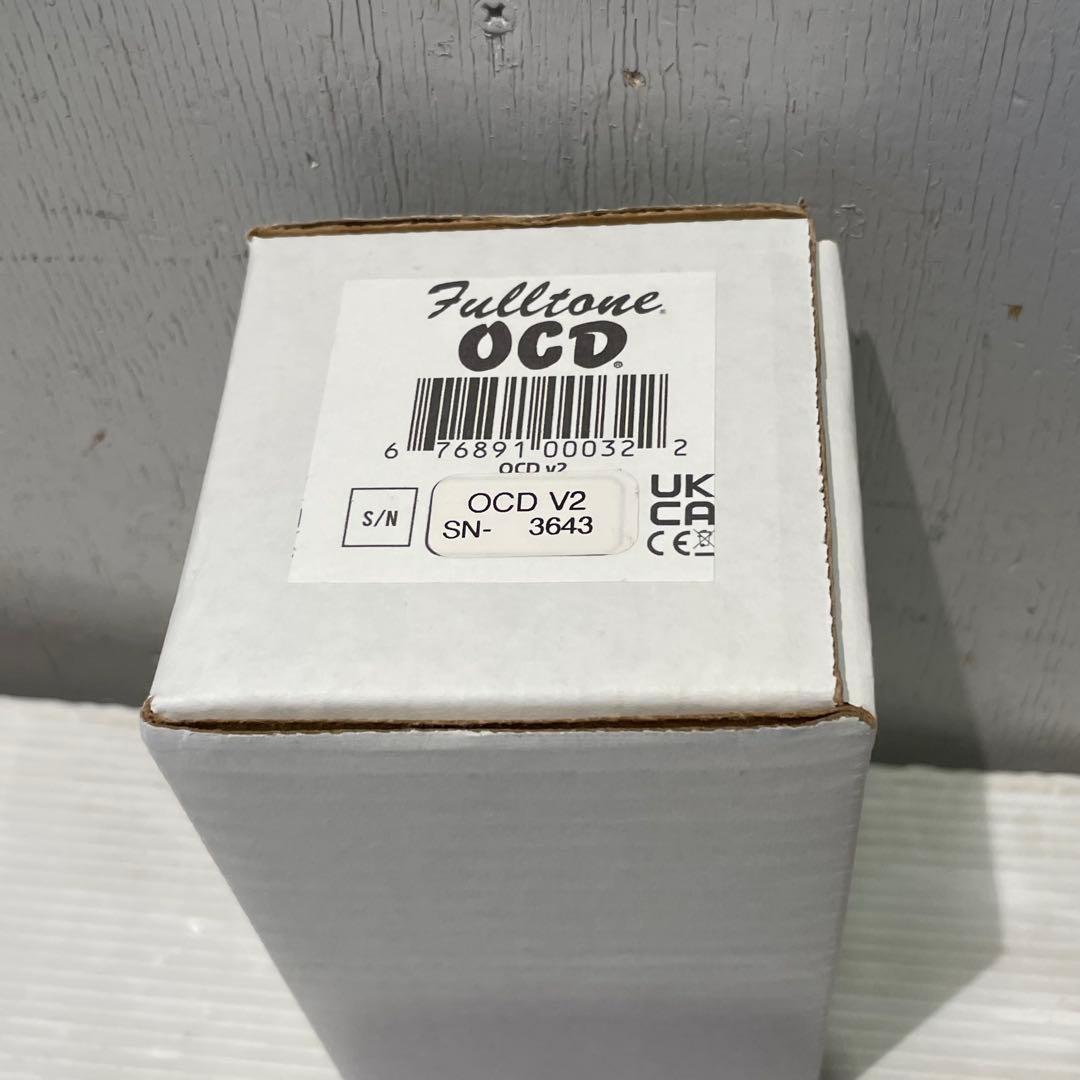 Fulltone®
OCD®
6 76891 00032 2
OCD v2
S/N
OCD V2
SN- 3643
UK
CA
CE